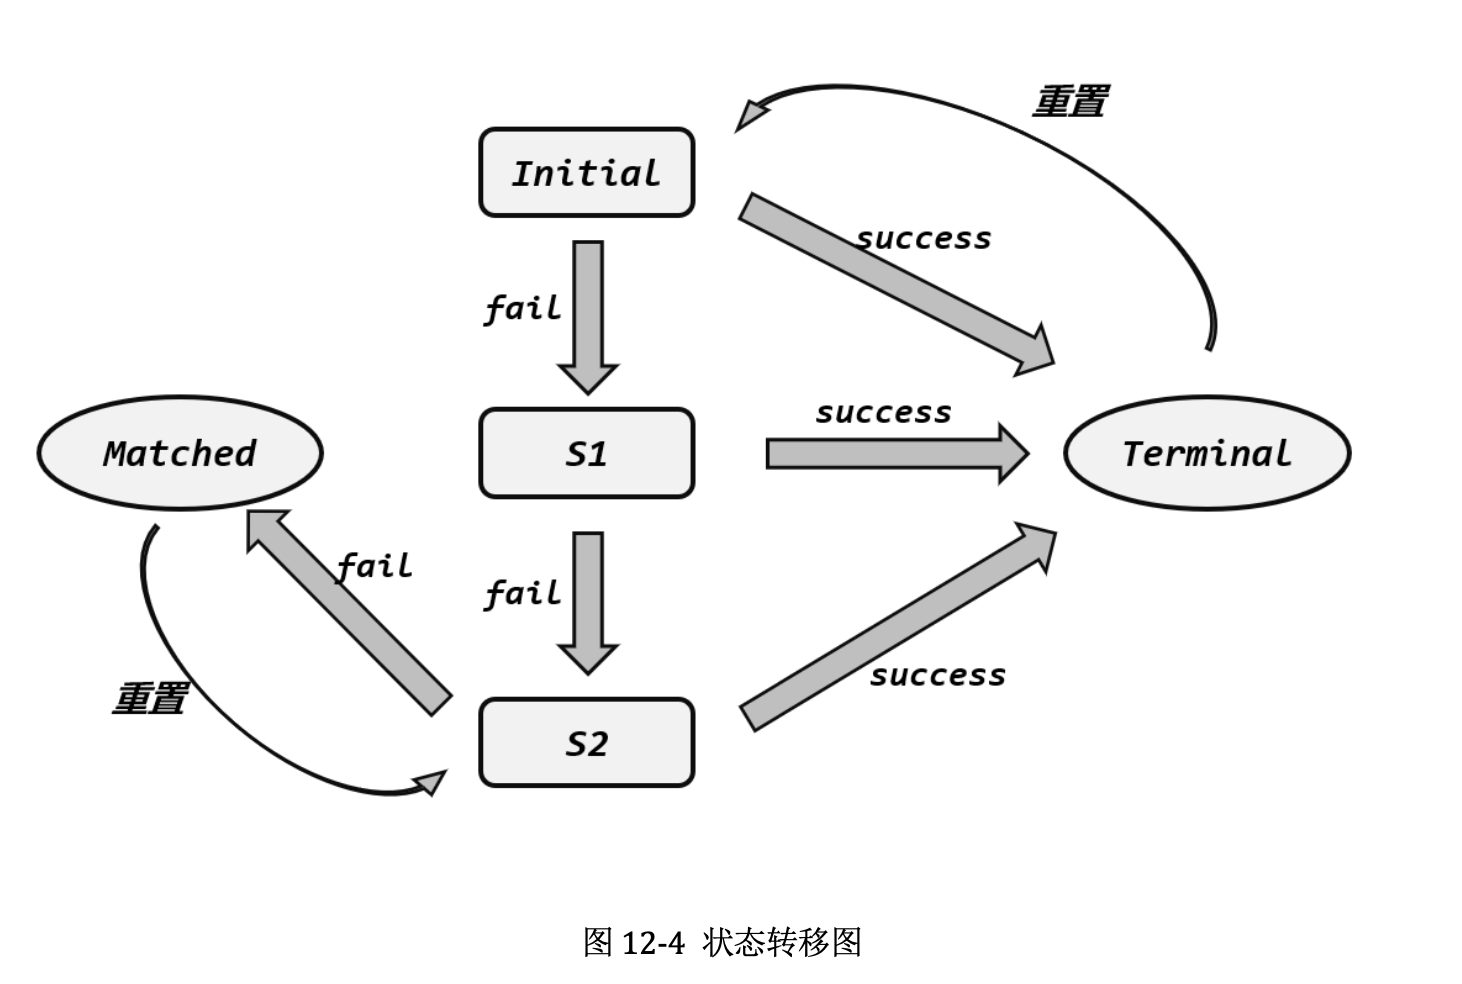 重置
Initial
success
fail
success
Matched
S1
Terminal
fail
fail
success
重置
S2
图 12-4 状态转移图